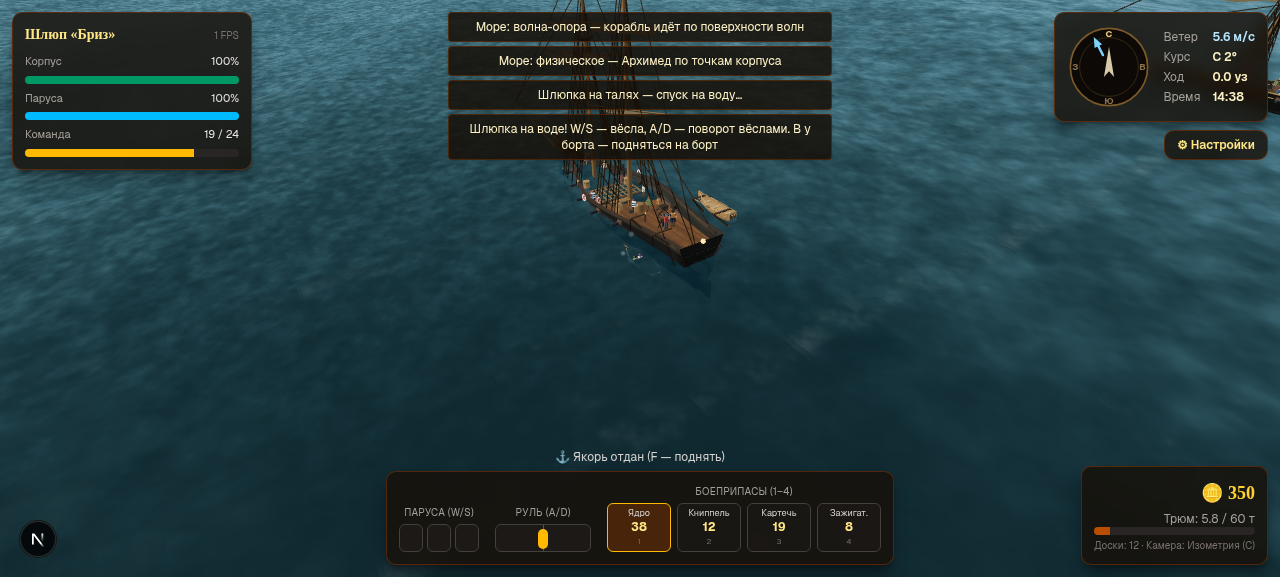 Шлюп «Бриз»
1 FPS
Корпус 100%
Паруса 100%
Команда 19 / 24
Море: волна-опора — корабль идёт по поверхности волн
Море: физическое — Архимед по точкам корпуса
Шлюпка на талях — спуск на воду…
Шлюпка на воде! W/S — вёсла, A/D — поворот вёслами. В у
борта — подняться на борт
С
З
В
Ю
Ветер 5.6 м/с
Курс С 2°
Ход 0.0 уз
Время 14:38
⚙ Настройки
⚓ Якорь отдан (F — поднять)
ПАРУСА (W/S)
РУЛЬ (A/D)
БОЕПРИПАСЫ (1–4)
Ядро
38
1
Книппель
12
2
Картечь
19
3
Зажигат.
8
4
🪙 350
Трюм: 5.8 / 60 т
Доски: 12 · Камера: Изометрия (C)
N